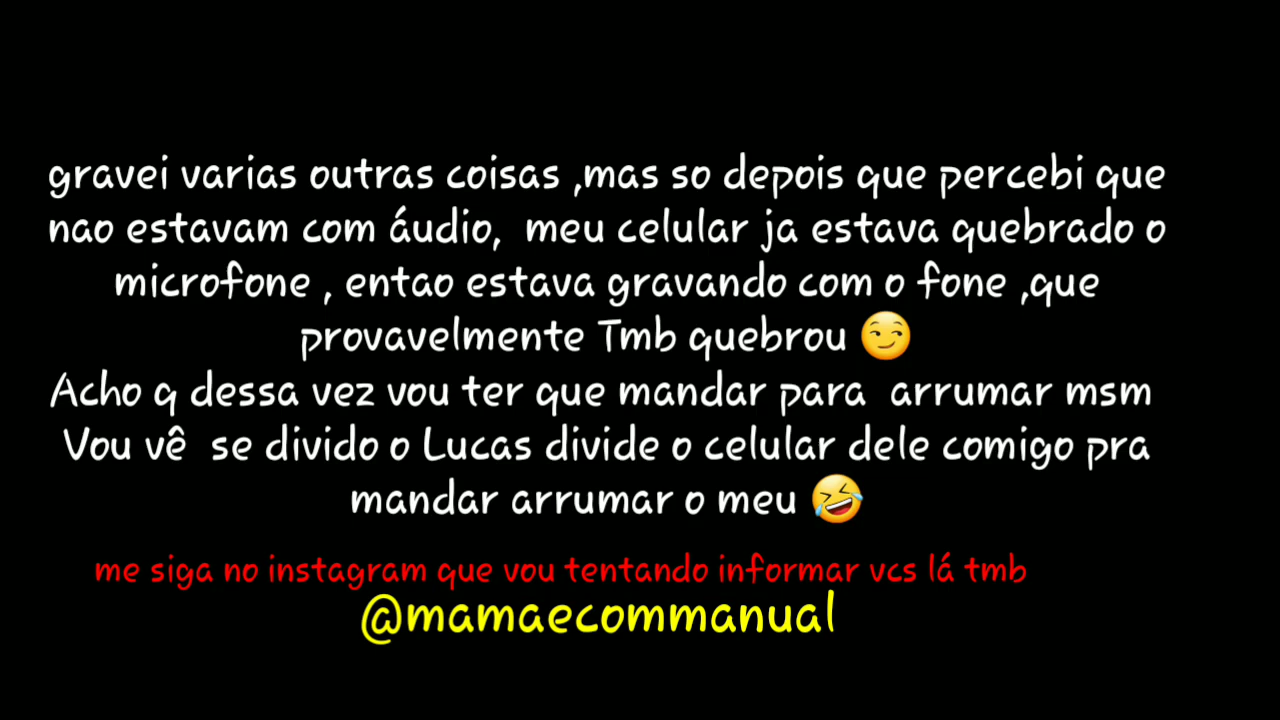 gravei varias outras coisas ,mas so depois que percebi que
nao estavam com áudio, meu celular ja estava quebrado o
microfone , entao estava gravando com o fone ,que
provavelmente Tmb quebrou 😏
Acho q dessa vez vou ter que mandar para arrumar msm
Vou vê se divido o Lucas divide o celular dele comigo pra
mandar arrumar o meu 🤣
me siga no instagram que vou tentando informar vcs lá tmb
@mamaecommanual